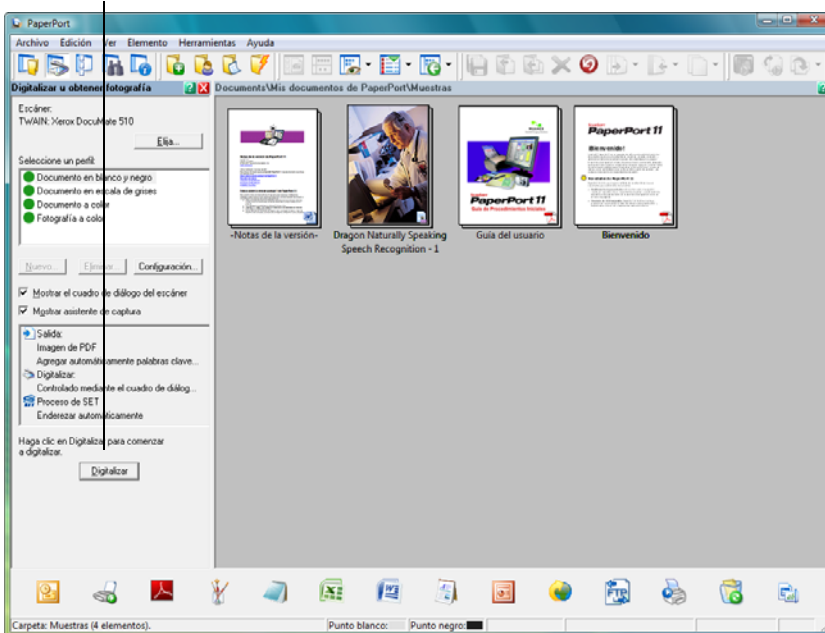 PaperPort
Archivo Edición Ver Elemento Herramientas Ayuda
Digitalizar u obtener fotografía
Documents\Mis documentos de PaperPort\Muestras
Escáner:
TWAIN: Xerox DocuMate 510
Elija...
Seleccione un perfil:
Documento en blanco y negro
Documento en escala de grises
Documento a color
Fotografía a color
Nuevo... Eliminar... Configuración...
Mostrar el cuadro de diálogo del escáner
Mostrar asistente de captura
Salida:
Imagen de PDF
Agregar automáticamente palabras clave...
Digitalizar:
Controlado mediante el cuadro de diálog...
Proceso de SET
Enderezar automáticamente
Haga clic en Digitalizar para comenzar
a digitalizar.
Digitalizar
PaperPort 11
Guía de Procedimientos Iniciales
PaperPort 11
¡Bienvenido!
-Notas de la versión-
Dragon Naturally Speaking
Speech Recognition - 1
Guía del usuario
Bienvenido
FTP
Carpeta: Muestras (4 elementos).
Punto blanco:
Punto negro: